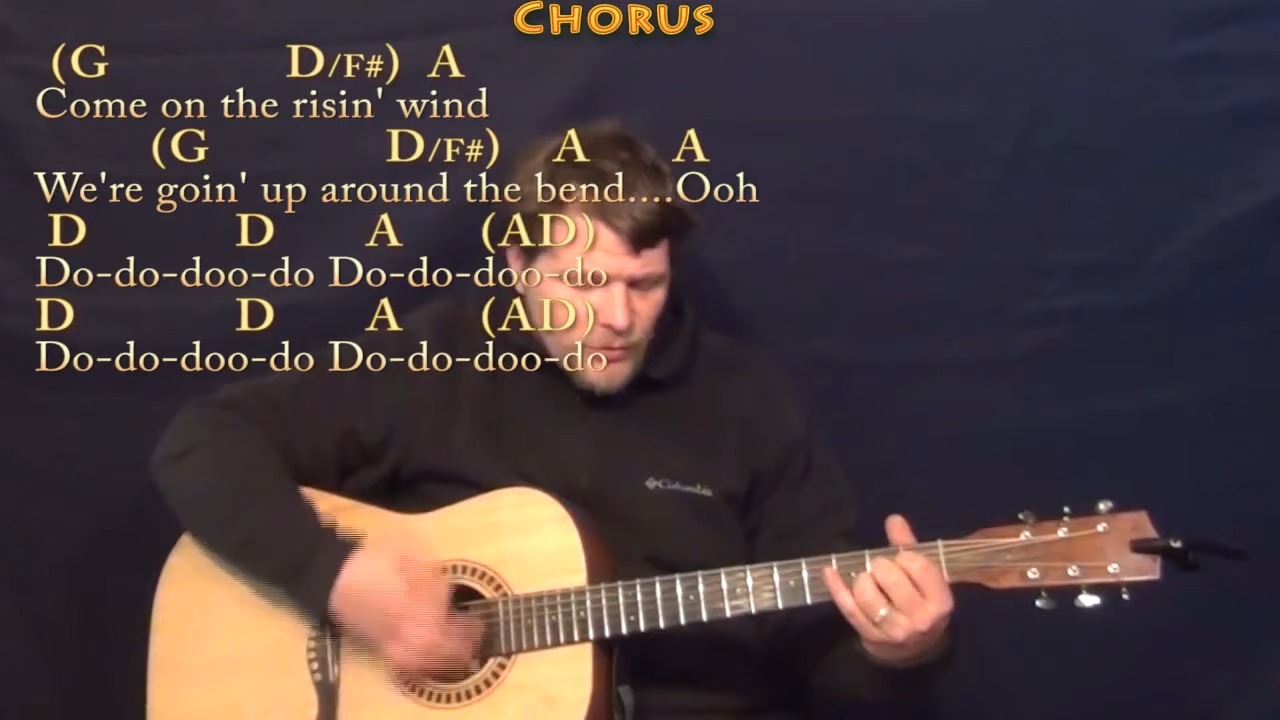 CHORUS
(G D/F#) A
Come on the risin' wind
(G D/F#) A A
We're goin' up around the bend....Ooh
D D A (AD)
Do-do-doo-do Do-do-doo-do
D D A (AD)
Do-do-doo-do Do-do-doo-do
Columbia